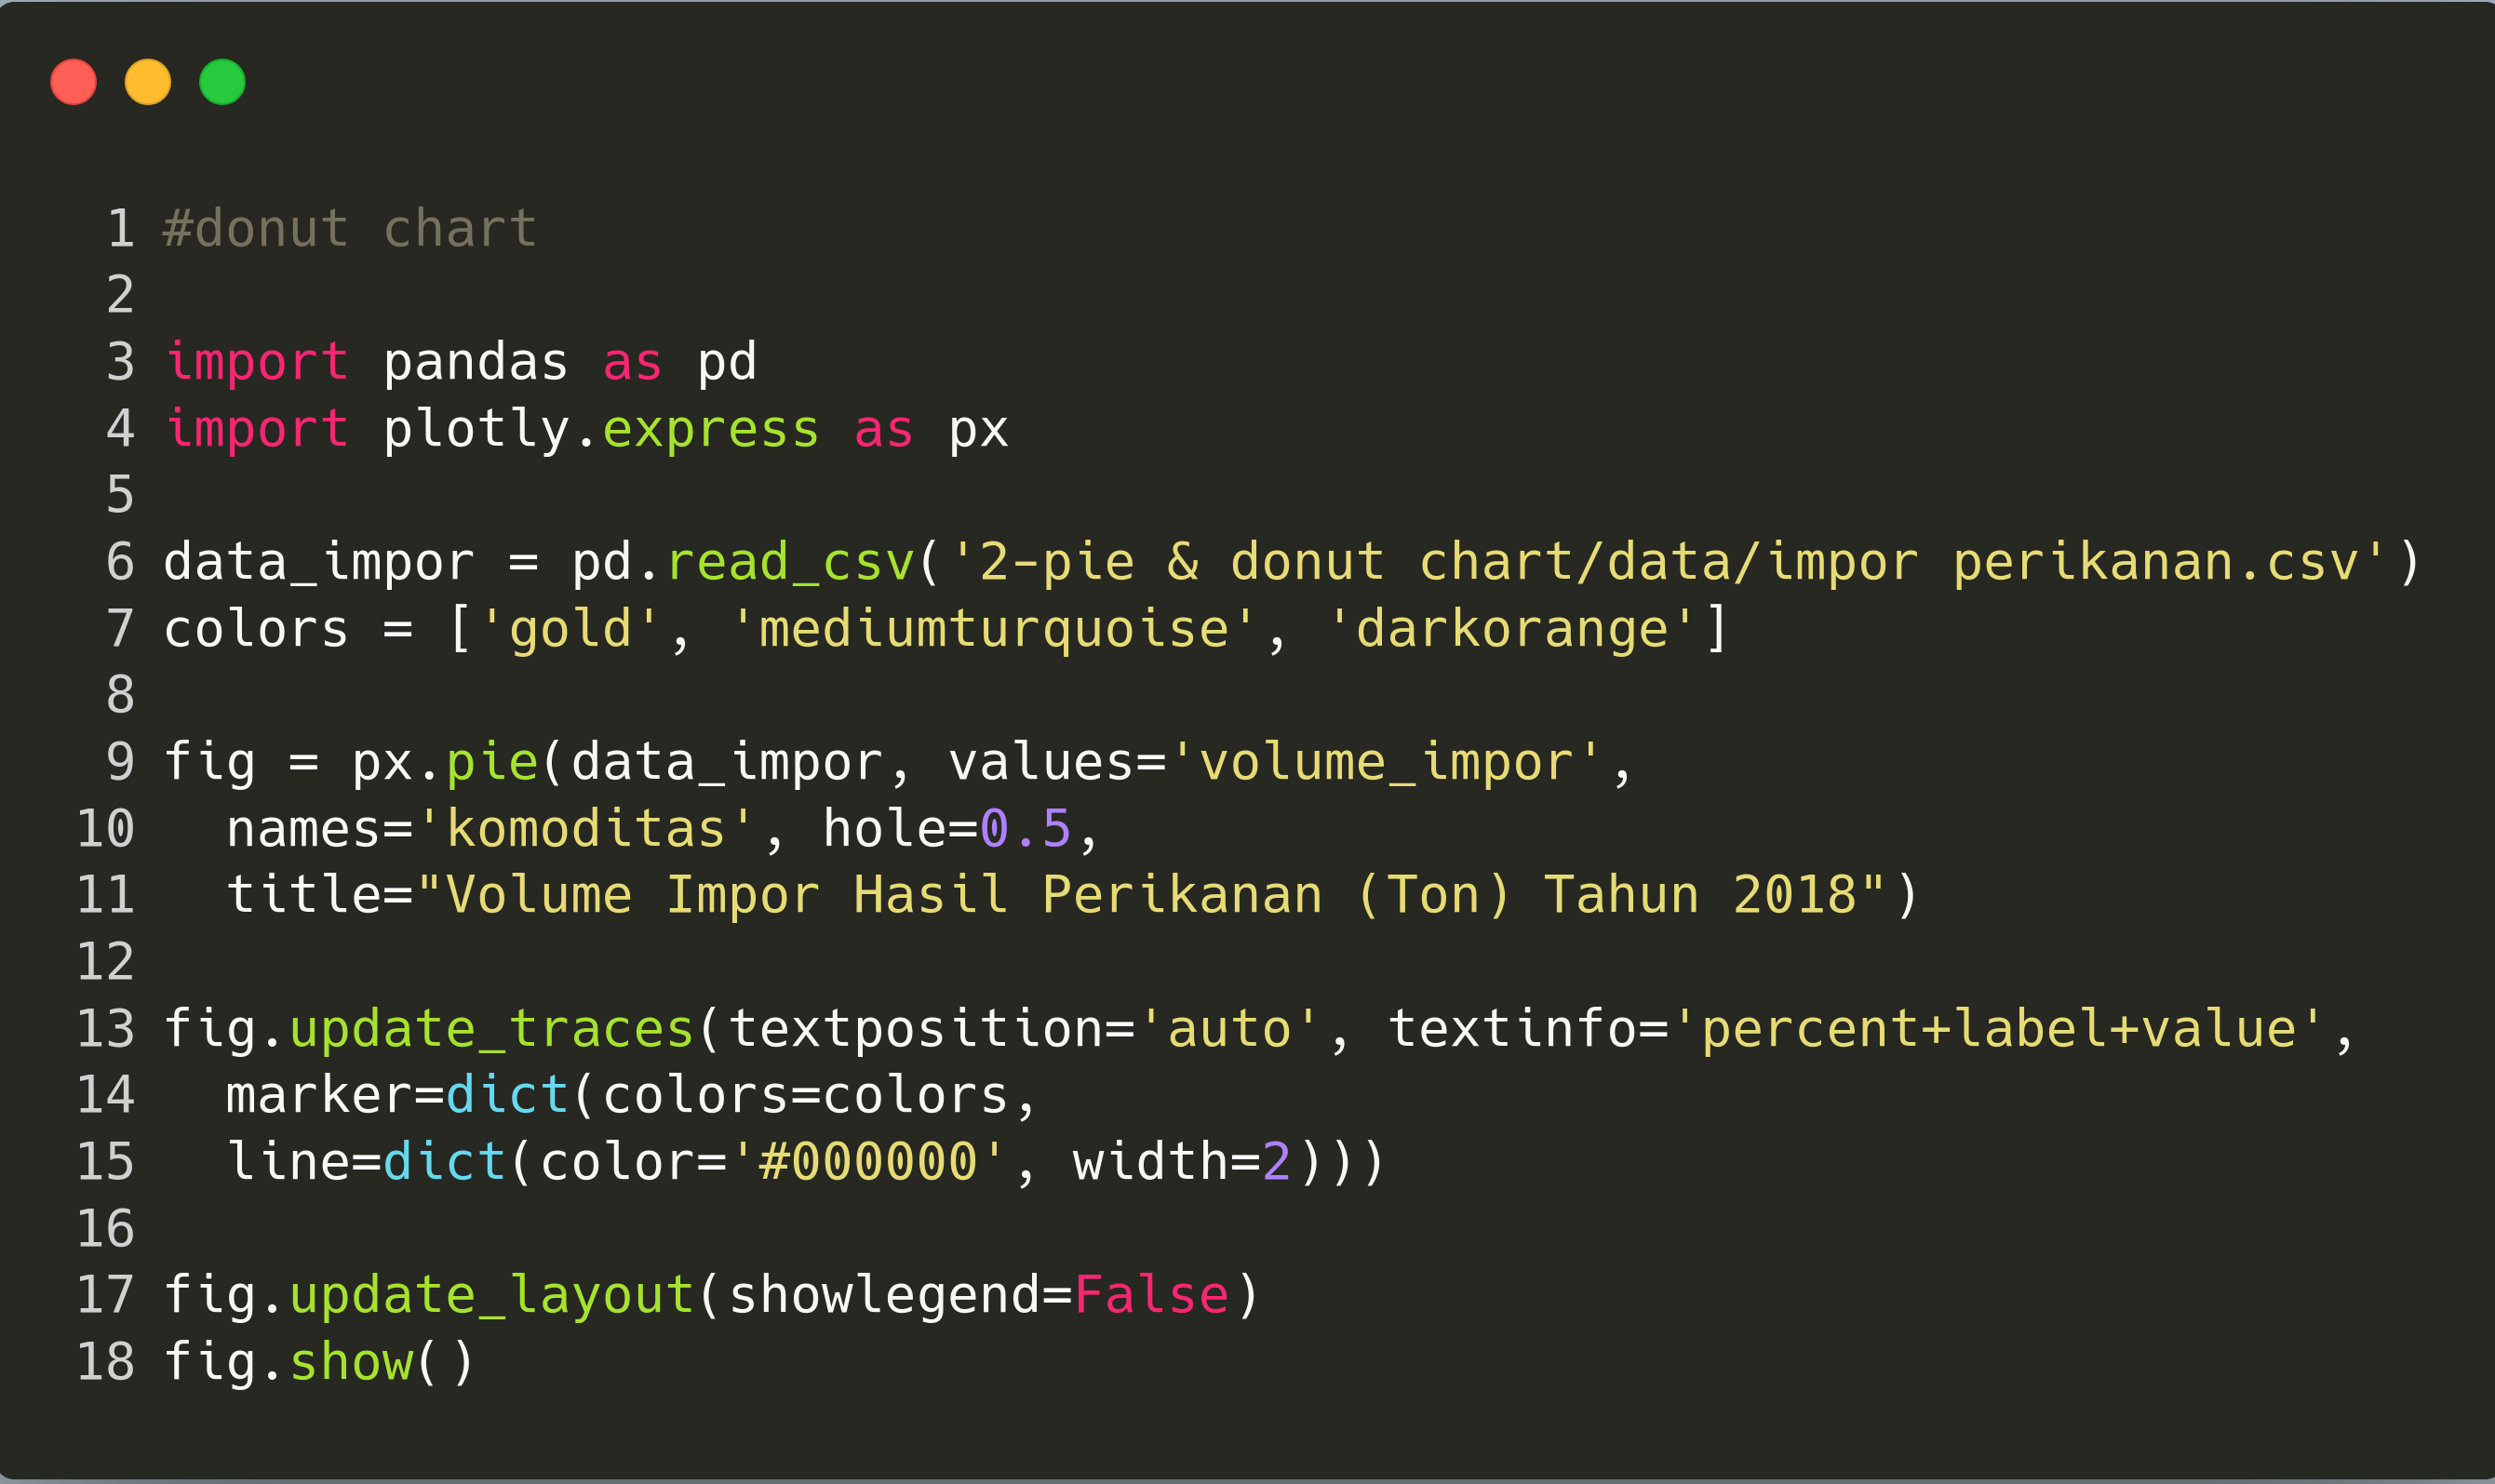 1 #donut chart
2
3 import pandas as pd
4 import plotly.express as px
5
6 data_impor = pd.read_csv('2-pie & donut chart/data/impor perikanan.csv')
7 colors = ['gold', 'mediumturquoise', 'darkorange']
8
9 fig = px.pie(data_impor, values='volume_impor',
10   names='komoditas', hole=0.5,
11   title="Volume Impor Hasil Perikanan (Ton) Tahun 2018")
12
13 fig.update_traces(textposition='auto', textinfo='percent+label+value',
14   marker=dict(colors=colors,
15   line=dict(color='#000000', width=2)))
16
17 fig.update_layout(showlegend=False)
18 fig.show()